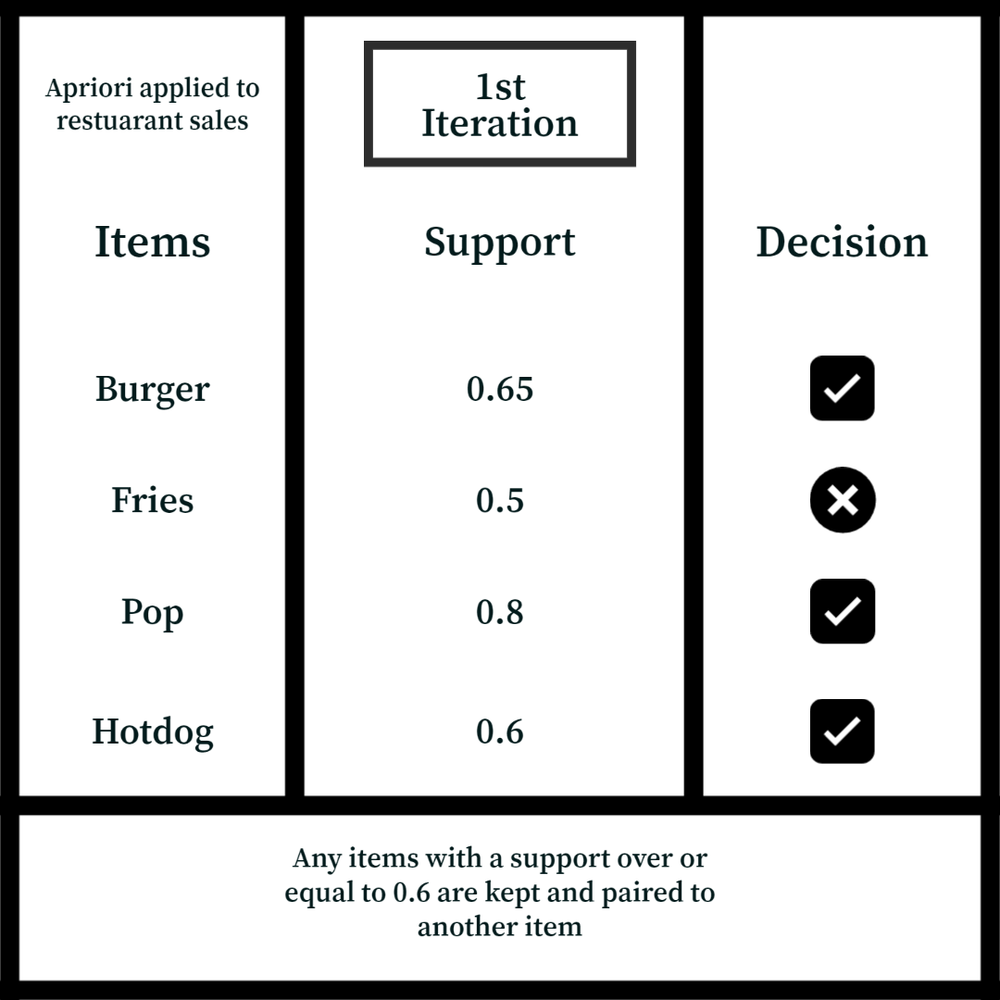 Apriori applied to
restuarant sales
1st
Iteration
Items
Support
Decision
Burger
0.65
Fries
0.5
Pop
0.8
Hotdog
0.6
Any items with a support over or
equal to 0.6 are kept and paired to
another item